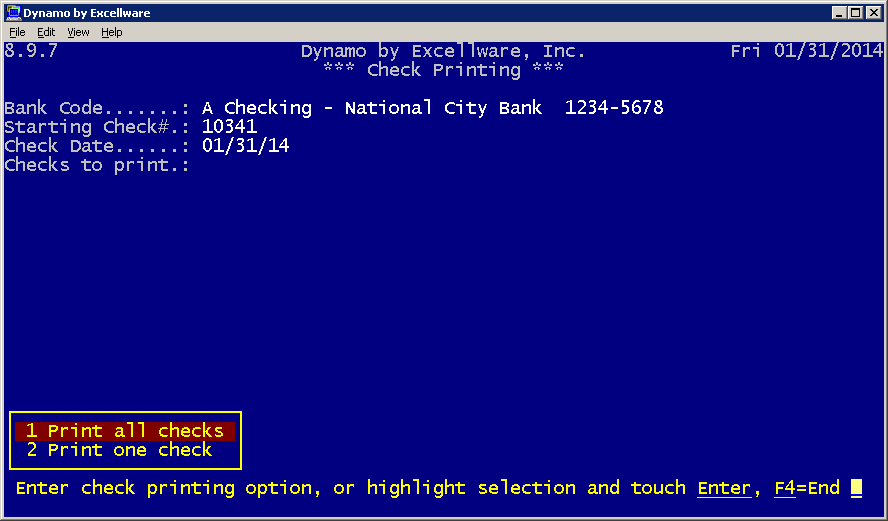 Dynamo by Excellware
File Edit View Help
8.9.7 Dynamo by Excellware, Inc. Fri 01/31/2014
*** Check Printing ***
Bank Code.......: A Checking - National City Bank 1234-5678
Starting Check#.: 10341
Check Date......: 01/31/14
Checks to print.:
1 Print all checks
2 Print one check
Enter check printing option, or highlight selection and touch Enter, F4=End